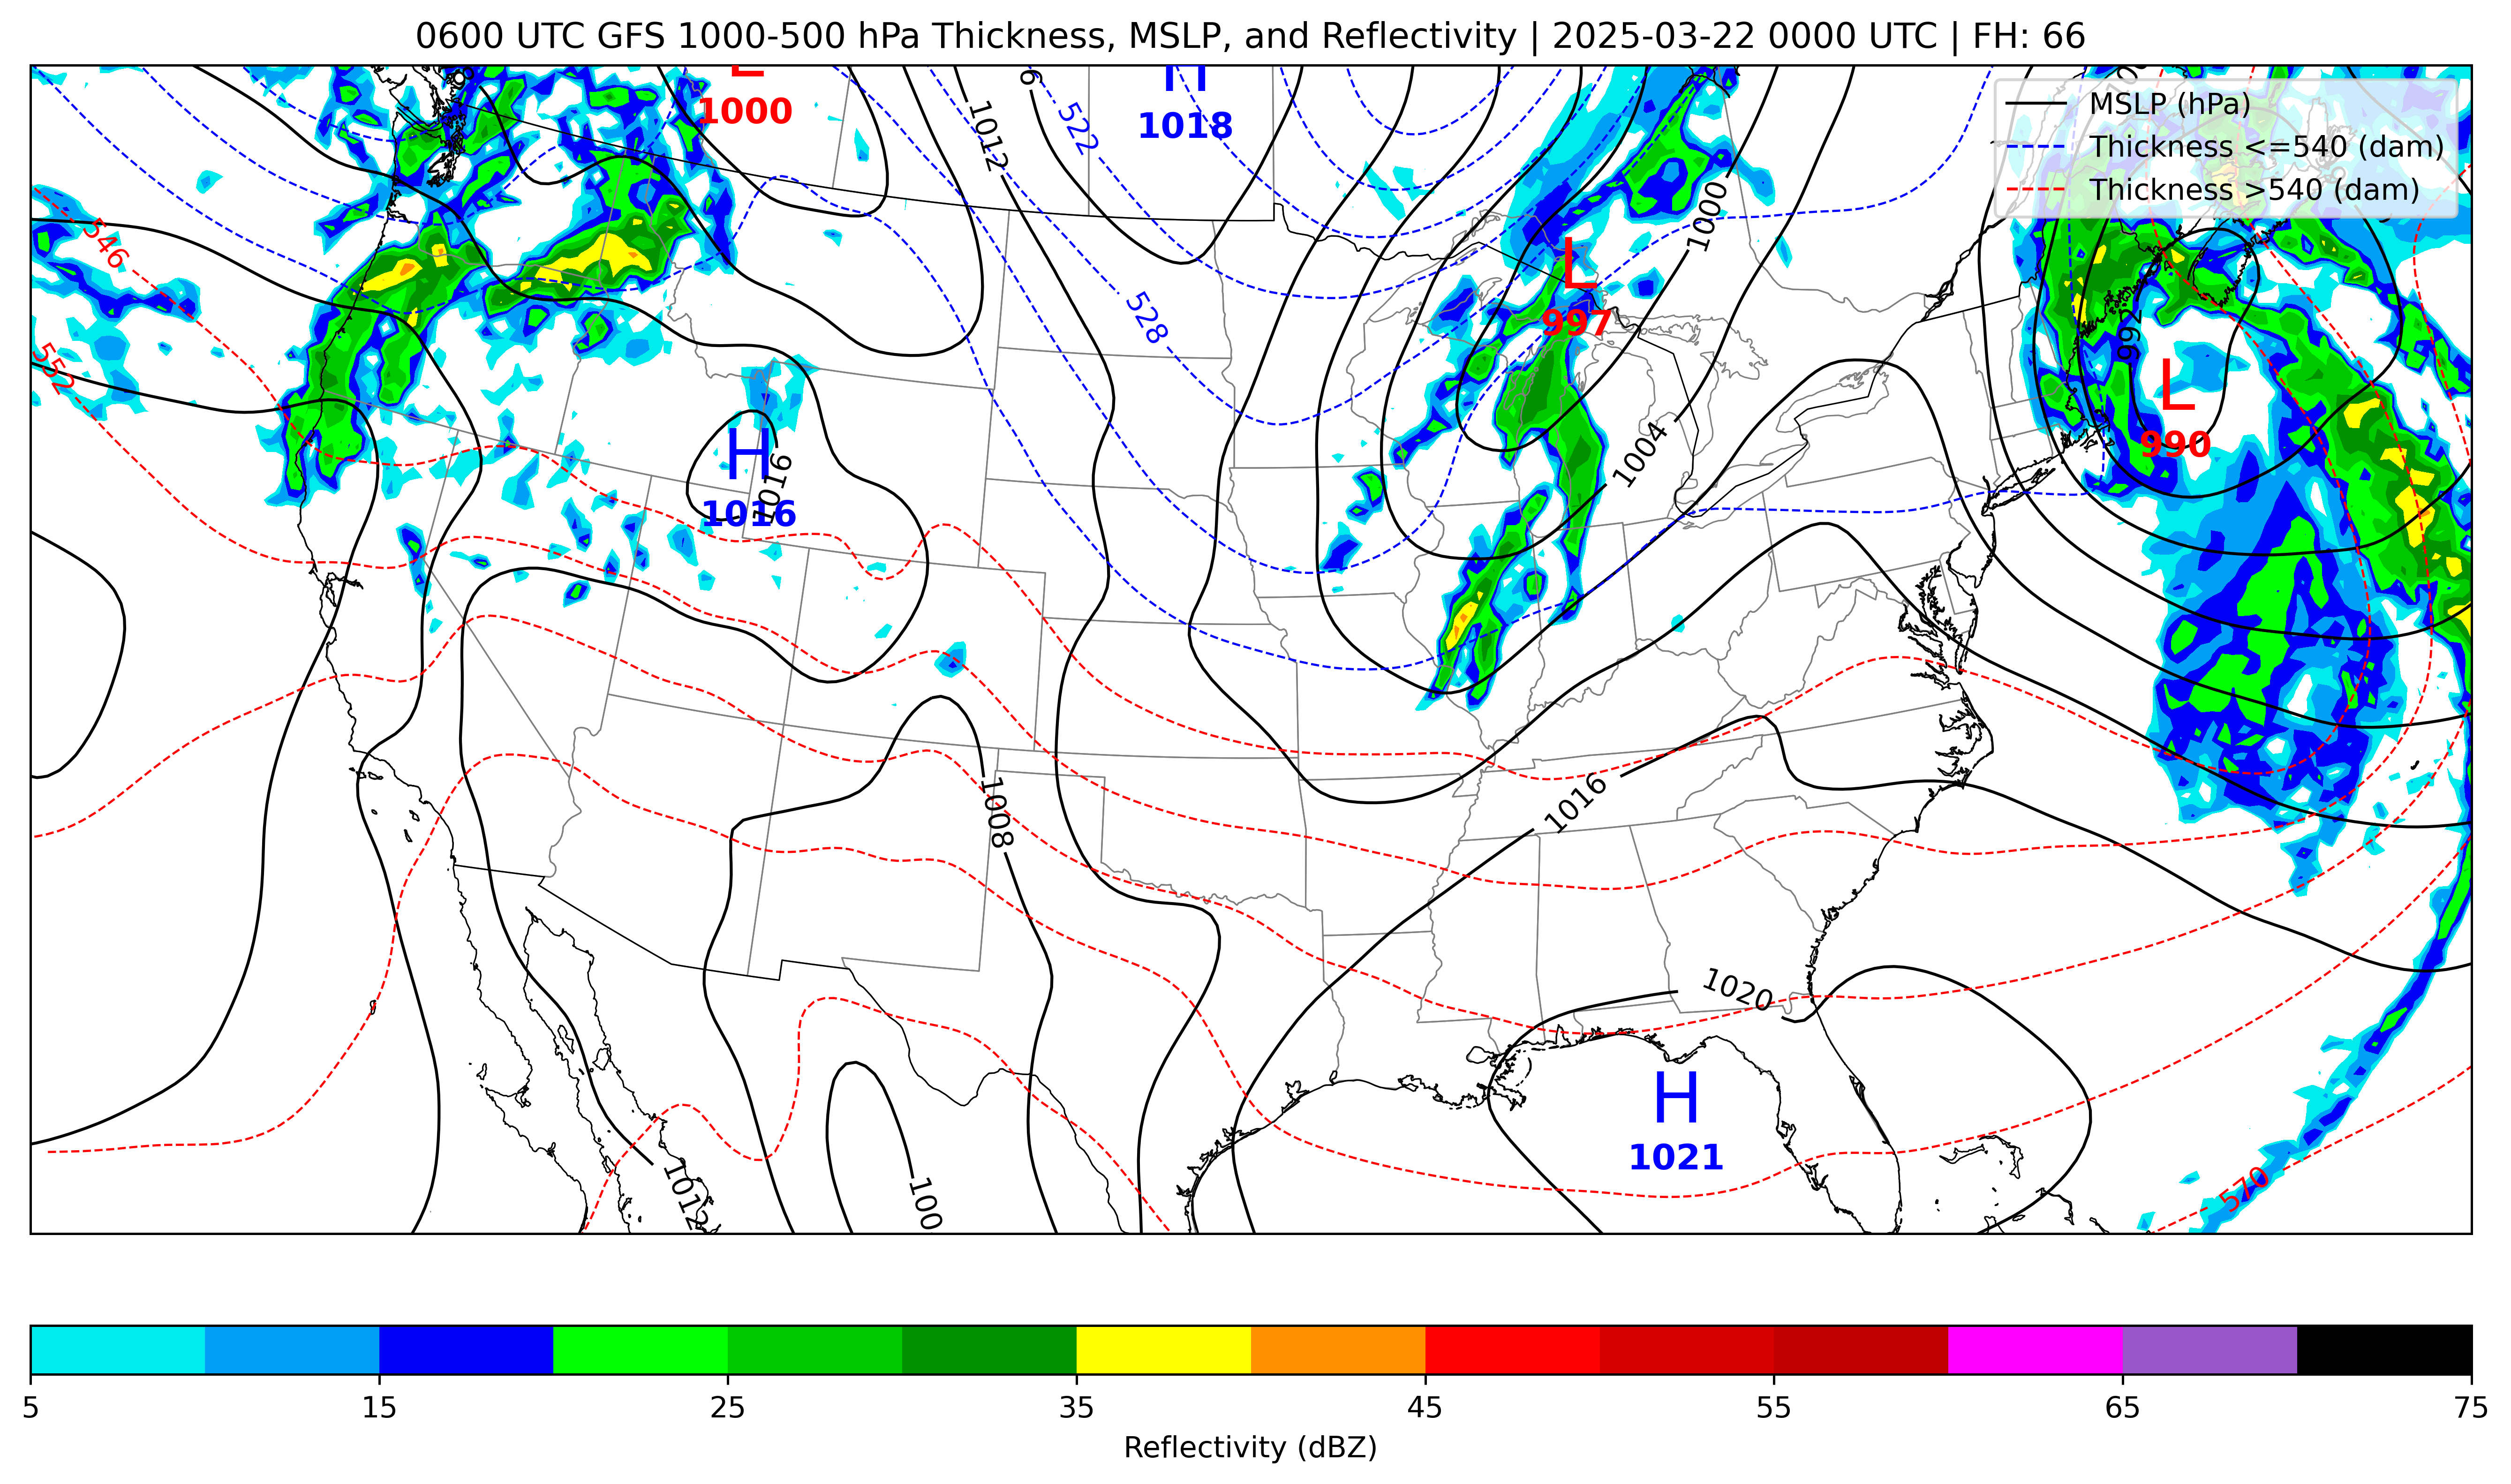 0600 UTC GFS 1000-500 hPa Thickness, MSLP, and Reflectivity | 2025-03-22 0000 UTC | FH: 66
MSLP (hPa)
Thickness <=540 (dam)
Thickness >540 (dam)
L
1000
H
1018
1012
522
528
546
552
1000
L
997
992
L
990
1004
H
1016
1016
1008
1016
1020
H
1021
1012
100
570
5 15 25 35 45 55 65 75
Reflectivity (dBZ)